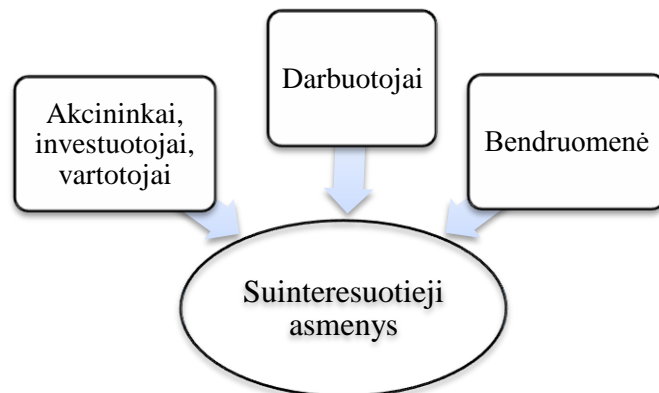 Akcininkai,
investuotojai,
vartotojai
Darbuotojai
Bendruomenė
Suinteresuotieji
asmenys